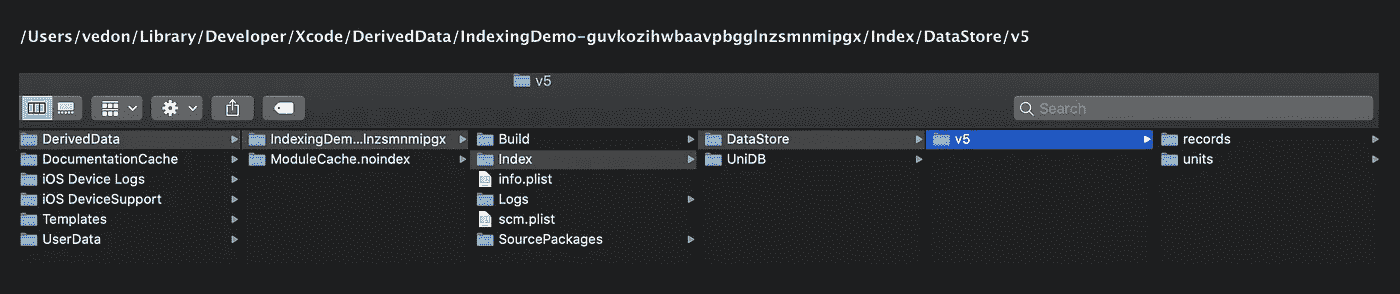 /Users/vedon/Library/Developer/Xcode/DerivedData/IndexingDemo-guvkozihwbaavpbgglnzsmnmipgx/Index/DataStore/v5
v5
Search
DerivedData IndexingDem...lnzsmnmipgx Build DataStore v5 records
DocumentationCache ModuleCache.noindex Index UniDB units
iOS Device Logs info.plist
iOS DeviceSupport Logs
Templates scm.plist
UserData SourcePackages